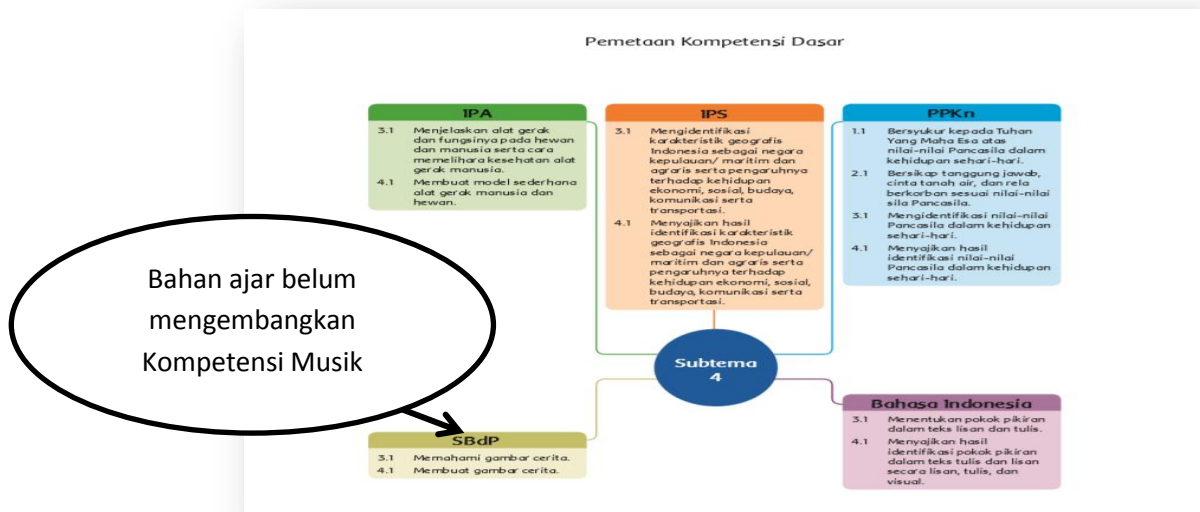 Pemetaan Kompetensi Dasar
IPA
3.1 Menjelaskan alat gerak
dan fungsinya pada hewan
dan manusia serta cara
memelihara kesehatan alat
gerak manusia.
4.1 Membuat model sederhana
alat gerak manusia dan
hewan.
IPS
3.1 Mengidentifikasi
karakteristik geografis
Indonesia sebagai negara
kepulauan/ maritim dan
agraris serta pengaruhnya
terhadap kehidupan
ekonomi, sosial, budaya,
komunikasi serta
transportasi.
4.1 Menyajikan hasil
identifikasi karakteristik
geografis Indonesia
sebagai negara kepulauan/
maritim dan agraris serta
pengaruhnya terhadap
kehidupan ekonomi, sosial,
budaya, komunikasi serta
transportasi.
PPKn
1.1 Bersyukur kepada Tuhan
Yang Maha Esa atas
nilai-nilai Pancasila dalam
kehidupan sehari-hari.
2.1 Bersikap tanggung jawab,
cinta tanah air, dan rela
berkorban sesuai nilai-nilai
sila Pancasila.
3.1 Mengidentifikasi nilai-nilai
Pancasila dalam kehidupan
sehari-hari.
4.1 Menyajikan hasil
identifikasi nilai-nilai
Pancasila dalam kehidupan
sehari-hari.
Bahan ajar belum
mengembangkan
Kompetensi Musik
Subtema
4
SBdP
3.1 Memahami gambar cerita.
4.1 Membuat gambar cerita.
Bahasa Indonesia
3.1 Menentukan pokok pikiran
dalam teks lisan dan tulis.
4.1 Menyajikan hasil
identifikasi pokok pikiran
dalam teks tulis dan lisan
secara lisan, tulis, dan
visual.